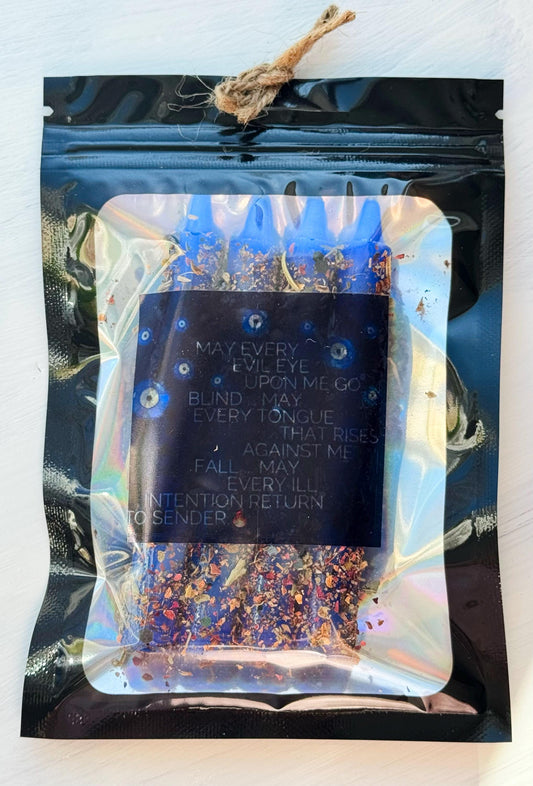 MAY EVERY
EVIL EYE
UPON ME GO
BLIND... MAY
EVERY TONGUE
THAT RISES
AGAINST ME
FALL... MAY
EVERY ILL
INTENTION RETURN
TO SENDER